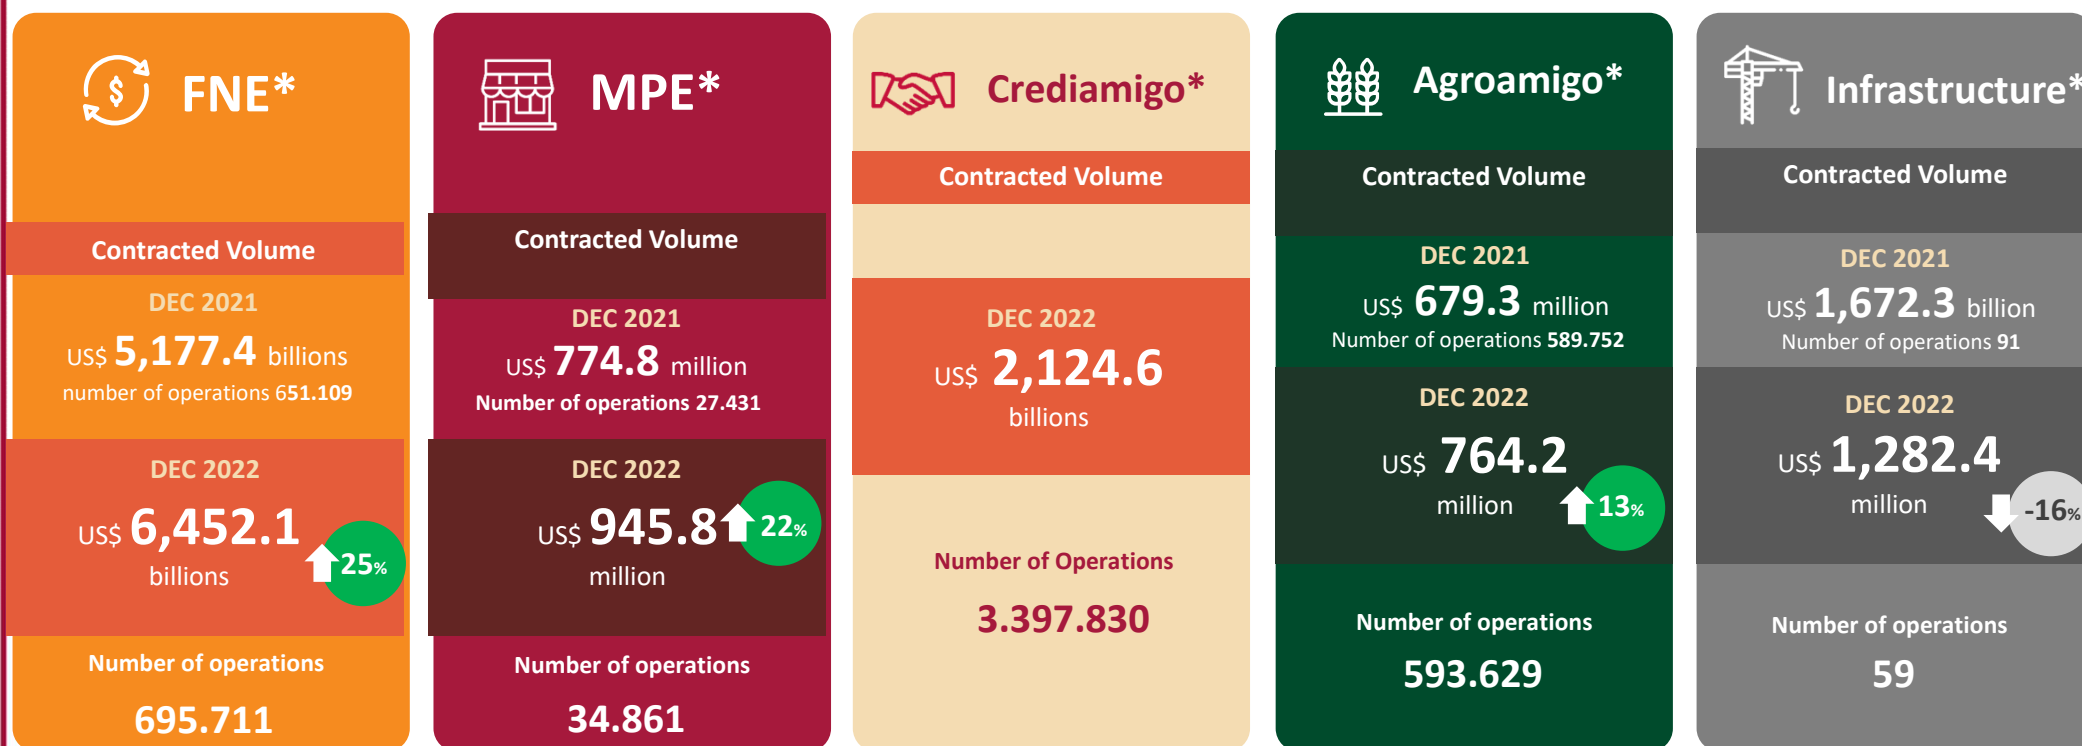 FNE*
Contracted Volume
DEC 2021
US$ 5,177.4 billions
number of operations 651.109
DEC 2022
US$ 6,452.1
billions
25%
Number of operations
695.711
MPE*
Contracted Volume
DEC 2021
US$ 774.8 million
Number of operations 27.431
DEC 2022
US$ 945.8
million
22%
Number of operations
34.861
Crediamigo*
Contracted Volume
DEC 2022
US$ 2,124.6
billions
Number of Operations
3.397.830
Agroamigo*
Contracted Volume
DEC 2021
US$ 679.3 million
Number of operations 589.752
DEC 2022
US$ 764.2
million
13%
Number of operations
593.629
Infrastructure*
Contracted Volume
DEC 2021
US$ 1,672.3 billion
Number of operations 91
DEC 2022
US$ 1,282.4
million
-16%
Number of operations
59